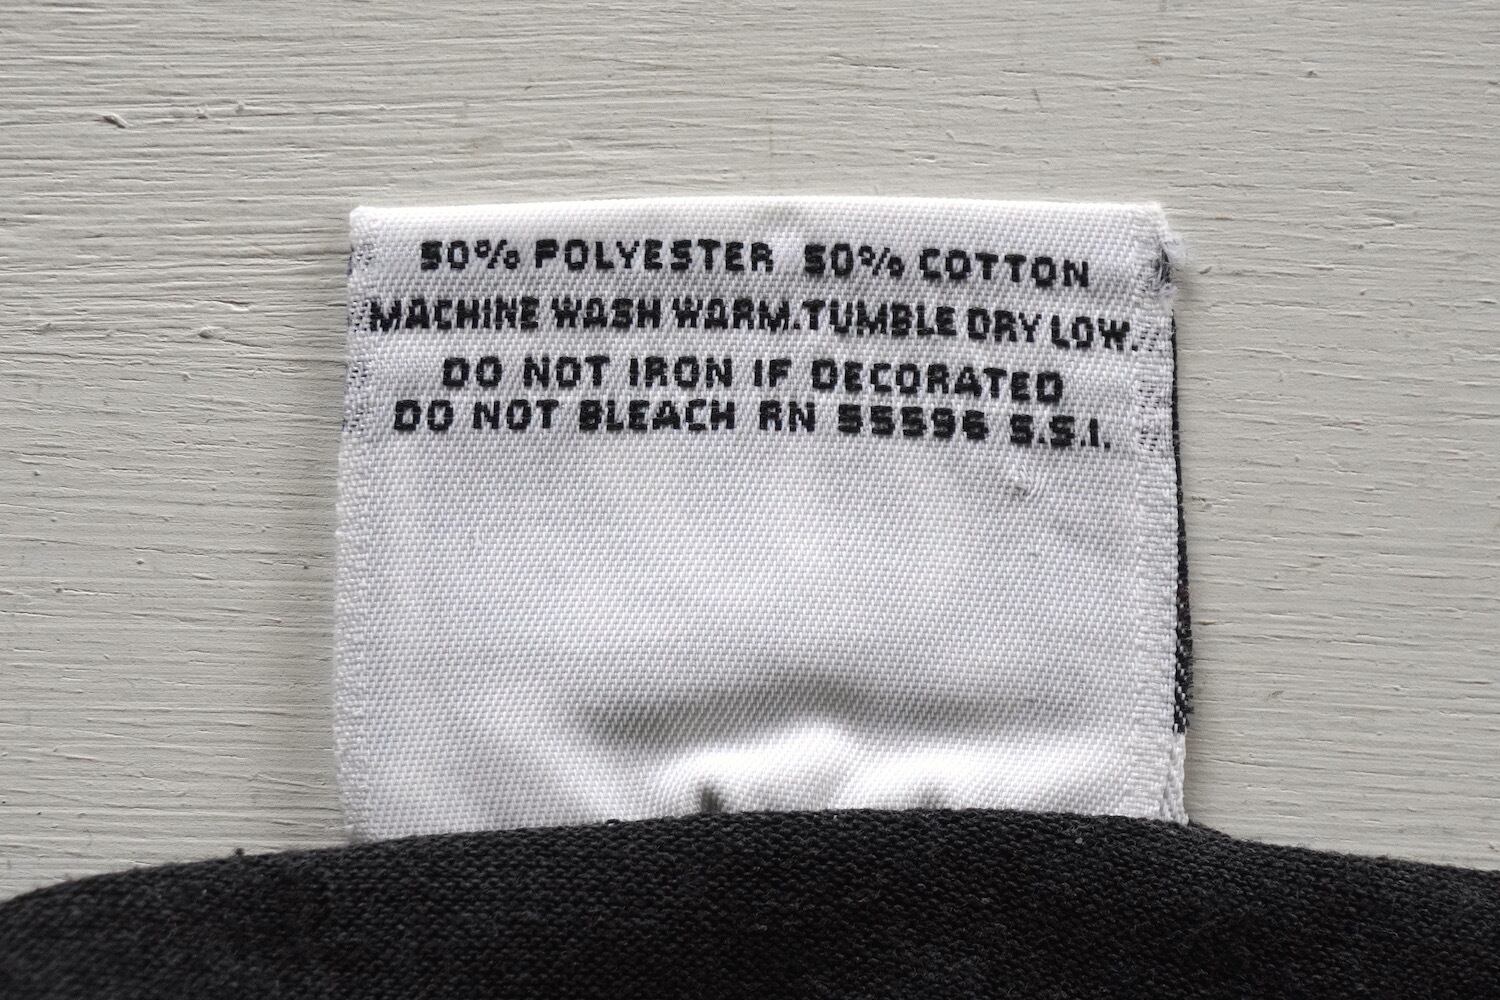 50% POLYESTER 50% COTTON
MACHINE WASH WARM. TUMBLE DRY LOW.
DO NOT IRON IF DECORATED
DO NOT BLEACH RN 55596 S.S.I.